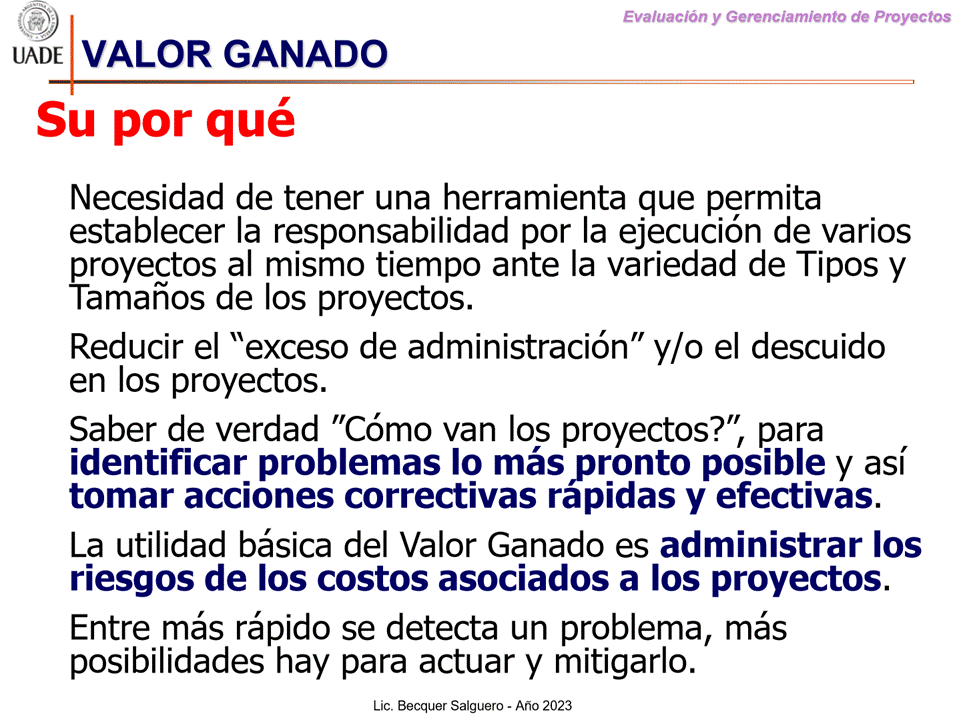 Evaluación y Gerenciamiento de Proyectos
UADE
VALOR GANADO
Su por qué
Necesidad de tener una herramienta que permita
establecer la responsabilidad por la ejecución de varios
proyectos al mismo tiempo ante la variedad de Tipos y
Tamaños de los proyectos.
Reducir el “exceso de administración” y/o el descuido
en los proyectos.
Saber de verdad ”Cómo van los proyectos?”, para
identificar problemas lo más pronto posible y así
tomar acciones correctivas rápidas y efectivas.
La utilidad básica del Valor Ganado es administrar los
riesgos de los costos asociados a los proyectos.
Entre más rápido se detecta un problema, más
posibilidades hay para actuar y mitigarlo.
Lic. Becquer Salguero - Año 2023